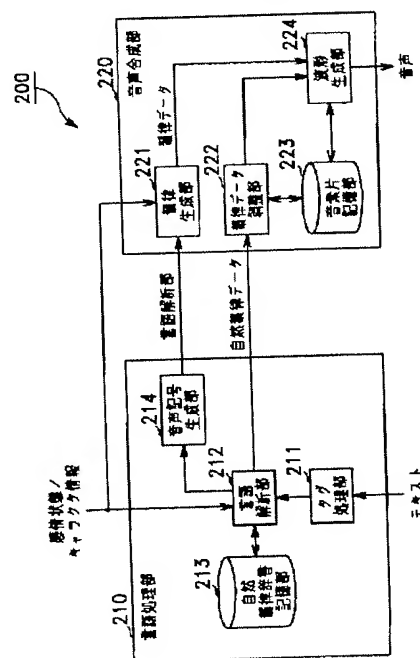 200
感情状態/
キャラクタ情報
210
言語処理部
220
音声合成部
214
音声記号
生成部
言語解析部
221
韻律
生成部
韻律データ
213
自然
韻律辞書
記憶部
212
言語
解析部
自然韻律データ
222
韻律データ
調整部
224
波形
生成部
211
タグ
処理部
223
音素片
記憶部
テキスト
音声